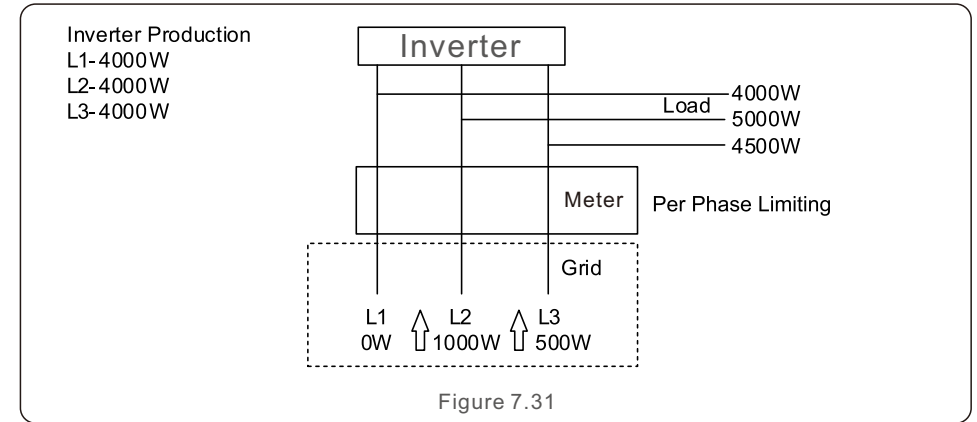 Inverter Production
L1-4000W
L2-4000W
L3-4000W
Inverter
4000W
Load
5000W
4500W
Meter
Per Phase Limiting
Grid
L1 L2 L3
0W 1000W 500W
Figure 7.31